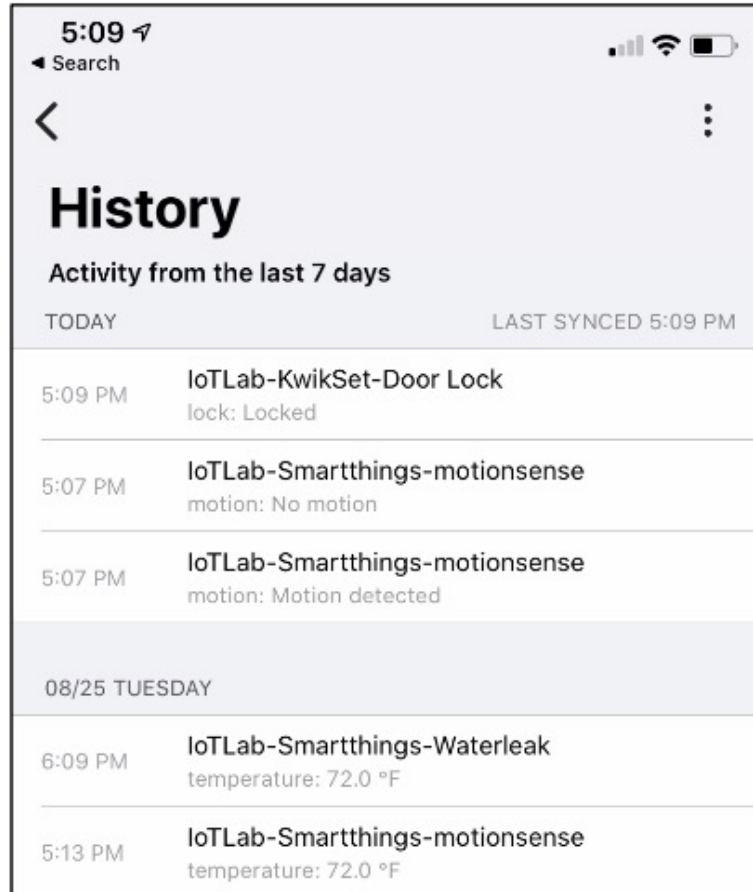 5:09
Search
History
Activity from the last 7 days
TODAY LAST SYNCED 5:09 PM
5:09 PM IoTLab-KwikSet-Door Lock
lock: Locked
5:07 PM IoTLab-Smartthings-motionsense
motion: No motion
5:07 PM IoTLab-Smartthings-motionsense
motion: Motion detected
08/25 TUESDAY
6:09 PM IoTLab-Smartthings-Waterleak
temperature: 72.0 °F
5:13 PM IoTLab-Smartthings-motionsense
temperature: 72.0 °F